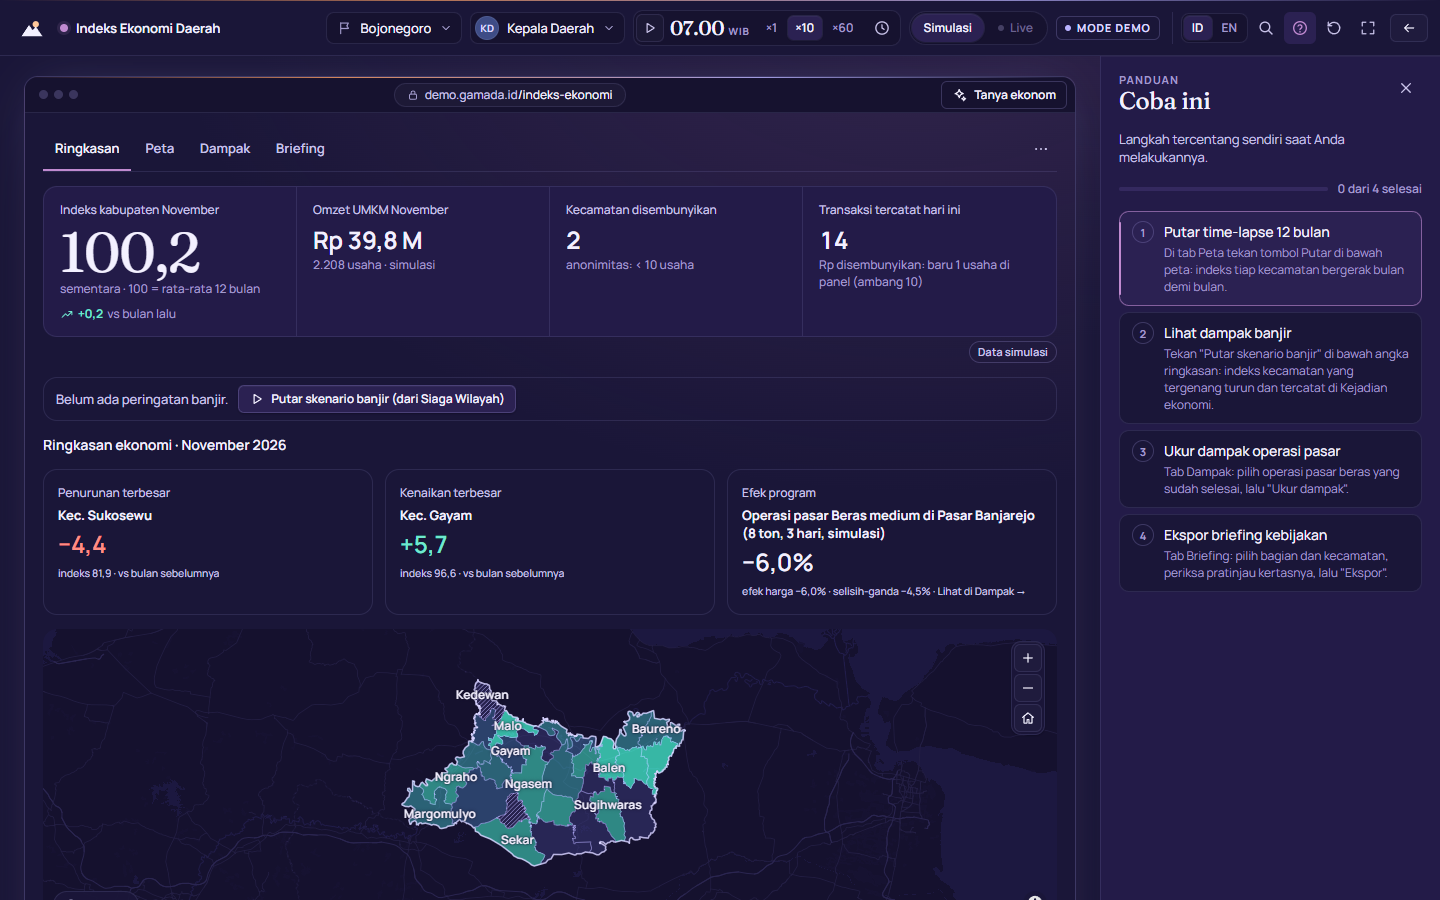 Indeks Ekonomi Daerah
Bojonegoro
KD Kepala Daerah
07.00 WIB
×1 ×10 ×60
Simulasi Live
MODE DEMO
ID EN
demo.gamada.id/indeks-ekonomi
Tanya ekonom
Ringkasan Peta Dampak Briefing
Indeks kabupaten November
100,2
sementara · 100 = rata-rata 12 bulan
+0,2 vs bulan lalu
Omzet UMKM November
Rp 39,8 M
2.208 usaha · simulasi
Kecamatan disembunyikan
2
anonimitas: < 10 usaha
Transaksi tercatat hari ini
14
Rp disembunyikan: baru 1 usaha di
panel (ambang 10)
Data simulasi
Belum ada peringatan banjir.
Putar skenario banjir (dari Siaga Wilayah)
Ringkasan ekonomi · November 2026
Penurunan terbesar
Kec. Sukosewu
−4,4
indeks 81,9 · vs bulan sebelumnya
Kenaikan terbesar
Kec. Gayam
+5,7
indeks 96,6 · vs bulan sebelumnya
Efek program
Operasi pasar Beras medium di Pasar Banjarejo
(8 ton, 3 hari, simulasi)
−6,0%
efek harga −6,0% · selisih-ganda −4,5% · Lihat di Dampak →
Kedewan
Malo
Baureno
Gayam
Balen
Ngraho
Ngasem
Sugihwaras
Margomulyo
Sekar
PANDUAN
Coba ini
Langkah tercentang sendiri saat Anda
melakukannya.
0 dari 4 selesai
1 Putar time-lapse 12 bulan
Di tab Peta tekan tombol Putar di bawah
peta: indeks tiap kecamatan bergerak bulan
demi bulan.
2 Lihat dampak banjir
Tekan "Putar skenario banjir" di bawah angka
ringkasan: indeks kecamatan yang
tergenang turun dan tercatat di Kejadian
ekonomi.
3 Ukur dampak operasi pasar
Tab Dampak: pilih operasi pasar beras yang
sudah selesai, lalu "Ukur dampak".
4 Ekspor briefing kebijakan
Tab Briefing: pilih bagian dan kecamatan,
periksa pratinjau kertasnya, lalu "Ekspor".